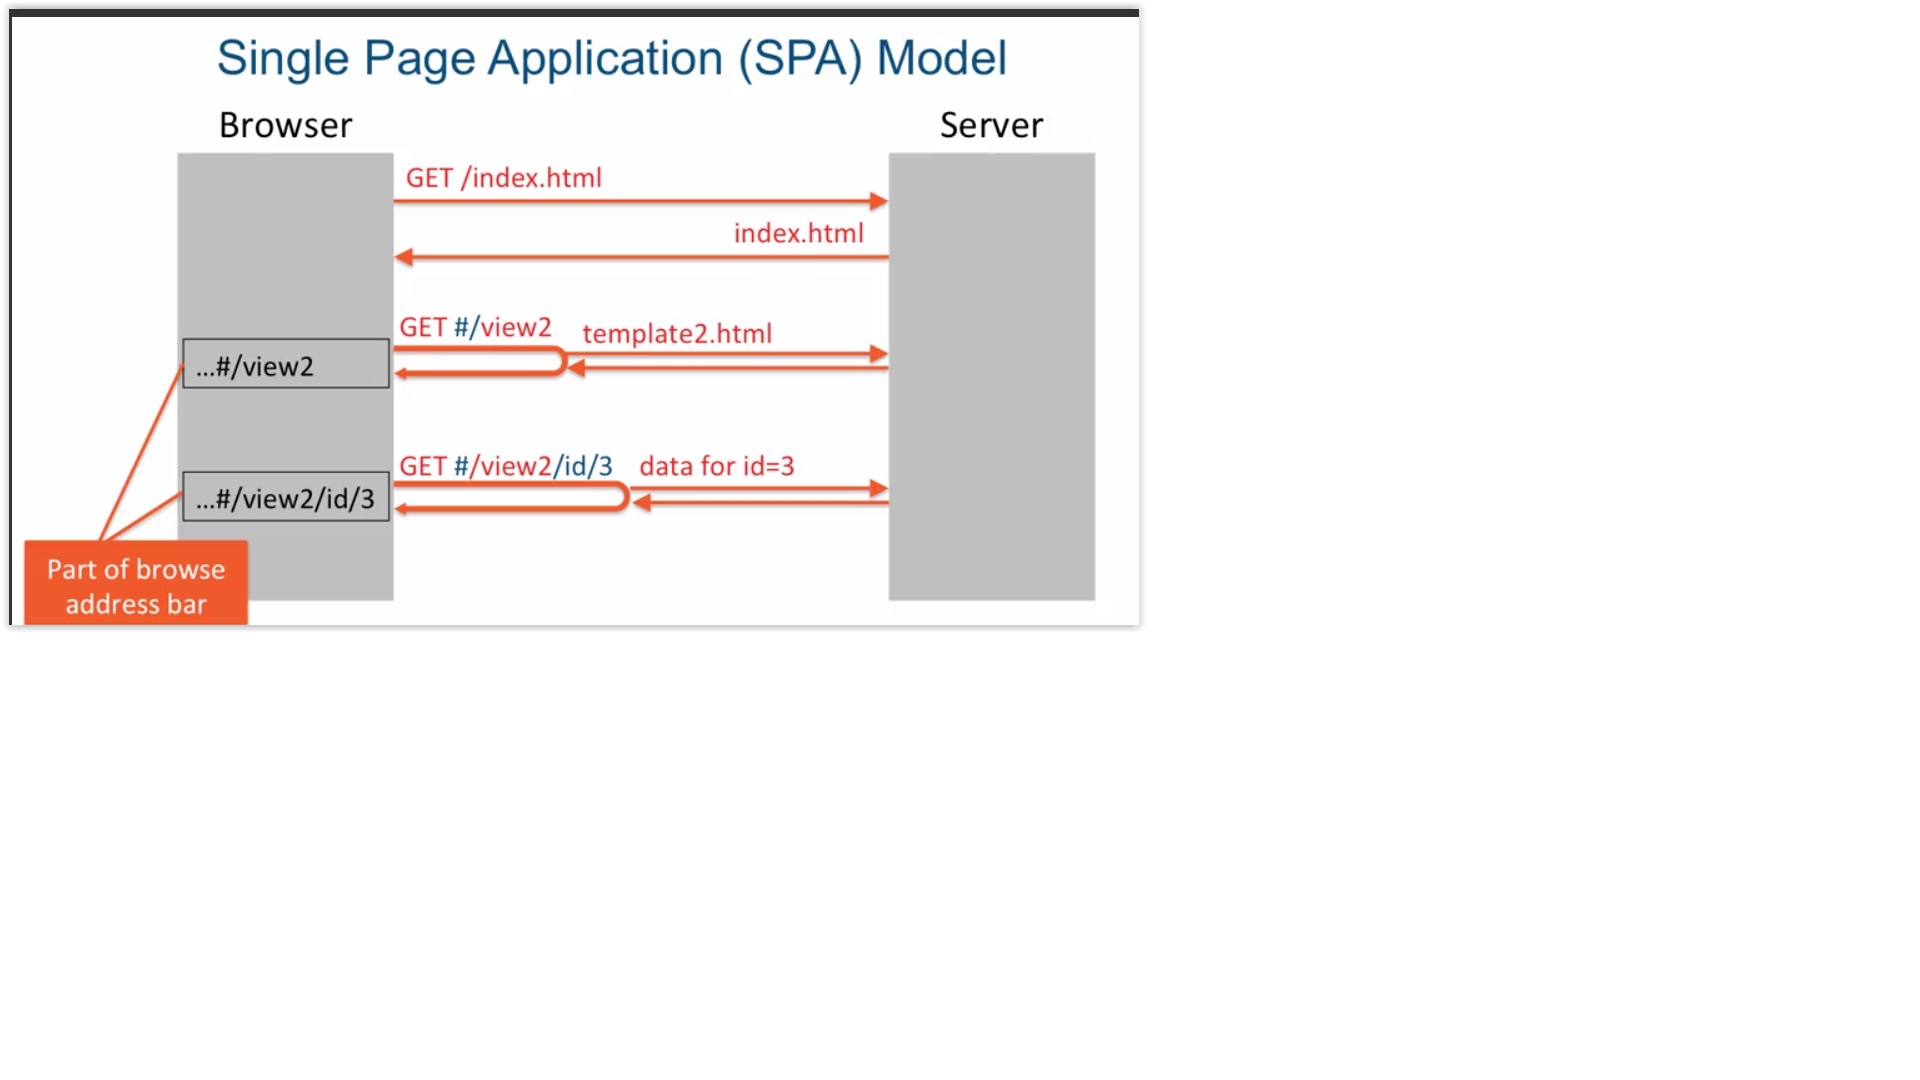 Single Page Application (SPA) Model
Browser
Server
GET /index.html
index.html
GET #/view2
template2.html
...#/view2
GET #/view2/id/3
data for id=3
...#/view2/id/3
Part of browse
address bar